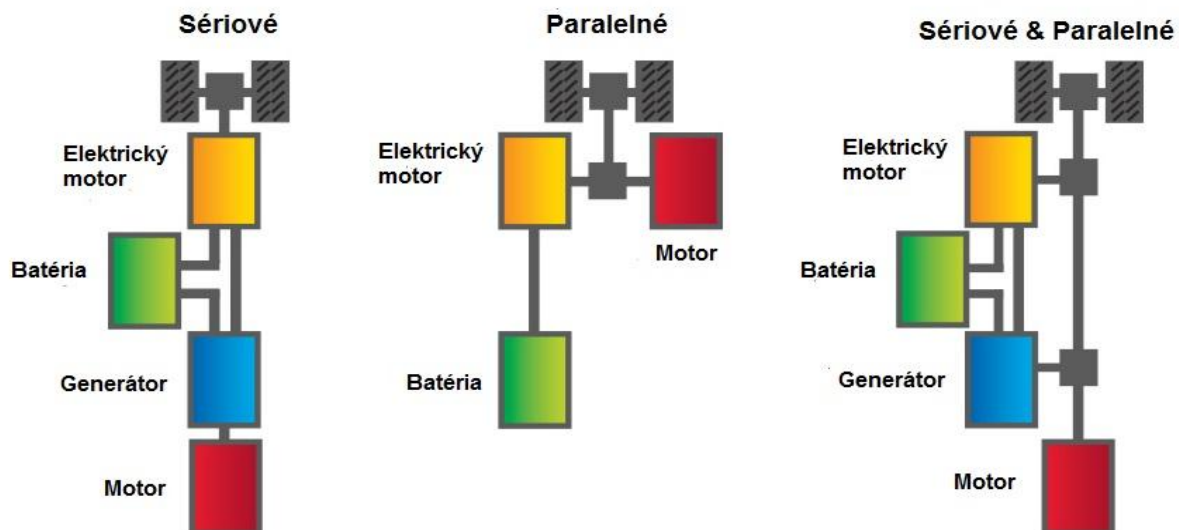 Sériové
Elektrický
motor
Batéria
Generátor
Motor
Paralelné
Elektrický
motor
Motor
Batéria
Sériové & Paralelné
Elektrický
motor
Batéria
Generátor
Motor